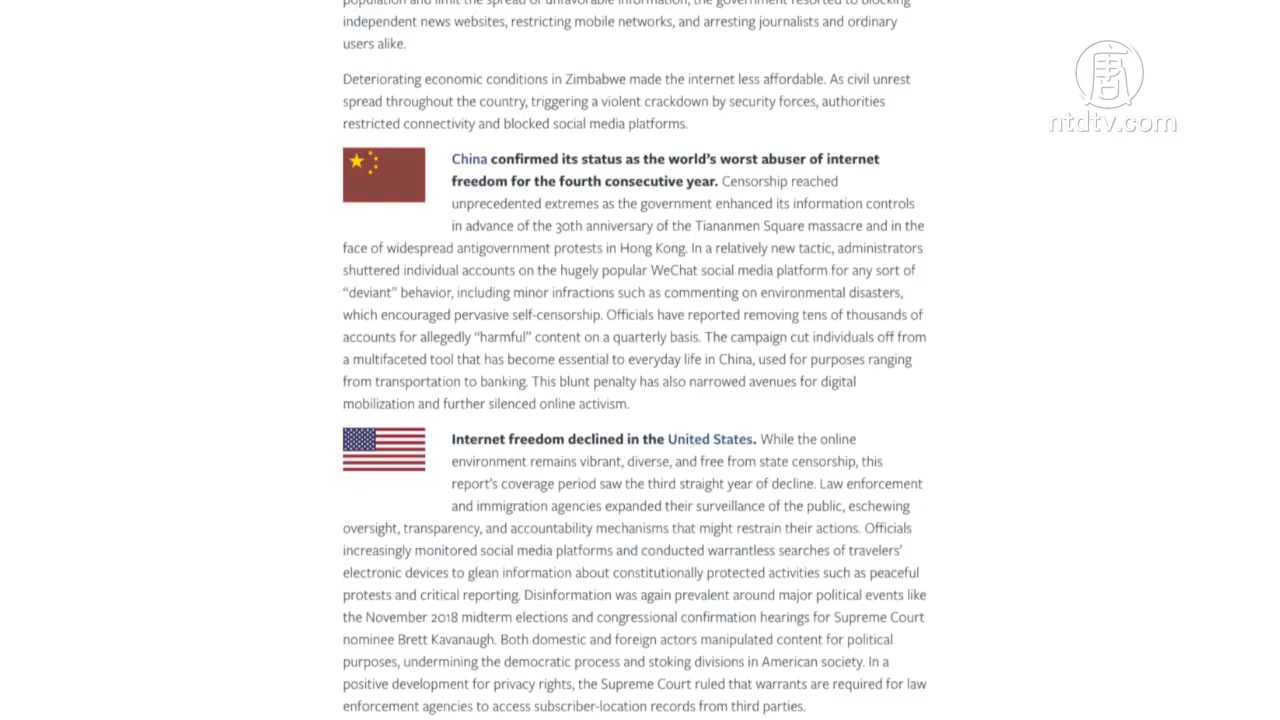 population and limit the spread of unfavorable information, the government resorted to blocking
independent news websites, restricting mobile networks, and arresting journalists and ordinary
users alike.
Deteriorating economic conditions in Zimbabwe made the internet less affordable. As civil unrest
spread throughout the country, triggering a violent crackdown by security forces, authorities
restricted connectivity and blocked social media platforms.
China confirmed its status as the world's worst abuser of internet
freedom for the fourth consecutive year. Censorship reached
unprecedented extremes as the government enhanced its information controls
in advance of the 30th anniversary of the Tiananmen Square massacre and in the
face of widespread antigovernment protests in Hong Kong. In a relatively new tactic, administrators
shuttered individual accounts on the hugely popular WeChat social media platform for any sort of
“deviant” behavior, including minor infractions such as commenting on environmental disasters,
which encouraged pervasive self-censorship. Officials have reported removing tens of thousands of
accounts for allegedly “harmful” content on a quarterly basis. The campaign cut individuals off from
a multifaceted tool that has become essential to everyday life in China, used for purposes ranging
from transportation to banking. This blunt penalty has also narrowed avenues for digital
mobilization and further silenced online activism.
Internet freedom declined in the United States. While the online
environment remains vibrant, diverse, and free from state censorship, this
report's coverage period saw the third straight year of decline. Law enforcement
and immigration agencies expanded their surveillance of the public, eschewing
oversight, transparency, and accountability mechanisms that might restrain their actions. Officials
increasingly monitored social media platforms and conducted warrantless searches of travelers'
electronic devices to glean information about constitutionally protected activities such as peaceful
protests and critical reporting. Disinformation was again prevalent around major political events like
the November 2018 midterm elections and congressional confirmation hearings for Supreme Court
nominee Brett Kavanaugh. Both domestic and foreign actors manipulated content for political
purposes, undermining the democratic process and stoking divisions in American society. In a
positive development for privacy rights, the Supreme Court ruled that warrants are required for law
enforcement agencies to access subscriber-location records from third parties.
唐
ntdtv.com